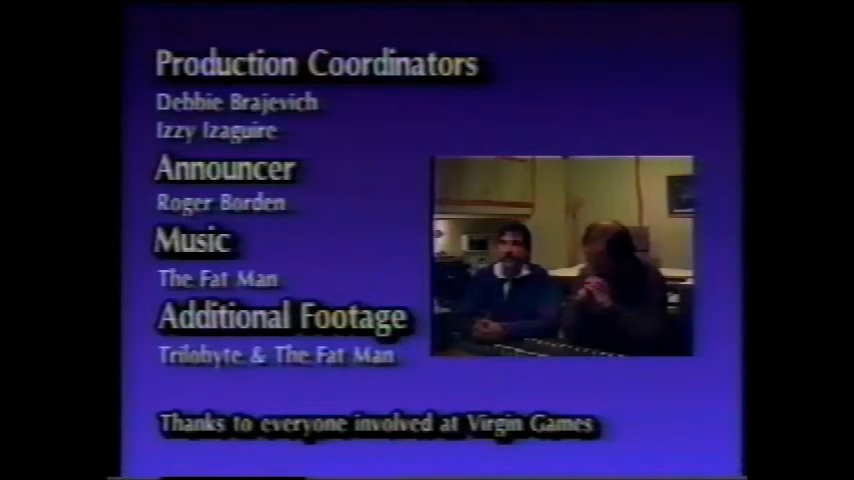 Production Coordinators
Debbie Brajevich
Izzy Izaguire
Announcer
Roger Borden
Music
The Fat Man
Additional Footage
Trilobyte & The Fat Man
Thanks to everyone involved at Virgin Games